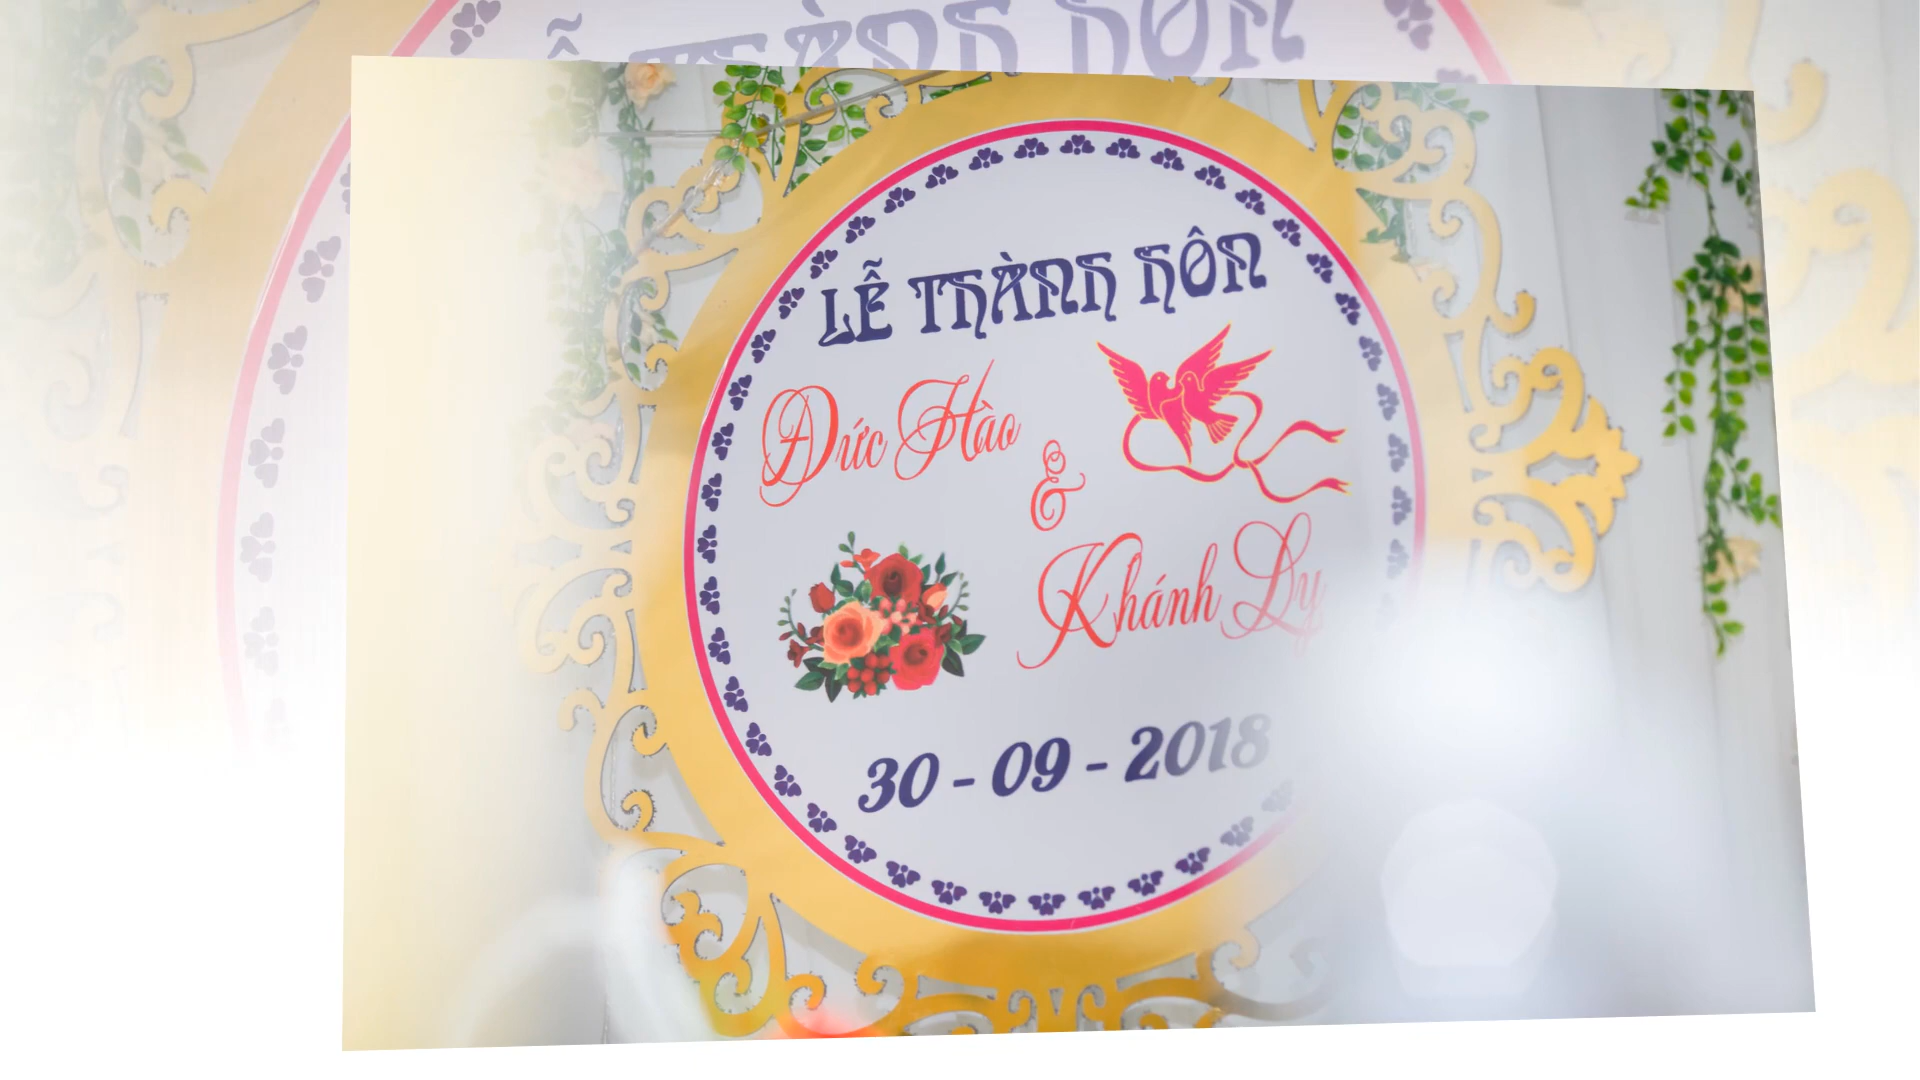 LỄ THÀNH HÔN
Đức Hào
&
Khánh Ly
30 - 09 - 2018